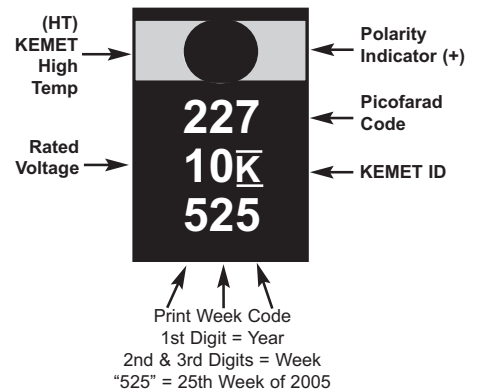 (HT)
KEMET
High
Temp
Polarity
Indicator (+)
227
Picofarad
Code
Rated
Voltage
10K
KEMET ID
525
Print Week Code
1st Digit = Year
2nd & 3rd Digits = Week
“525” = 25th Week of 2005